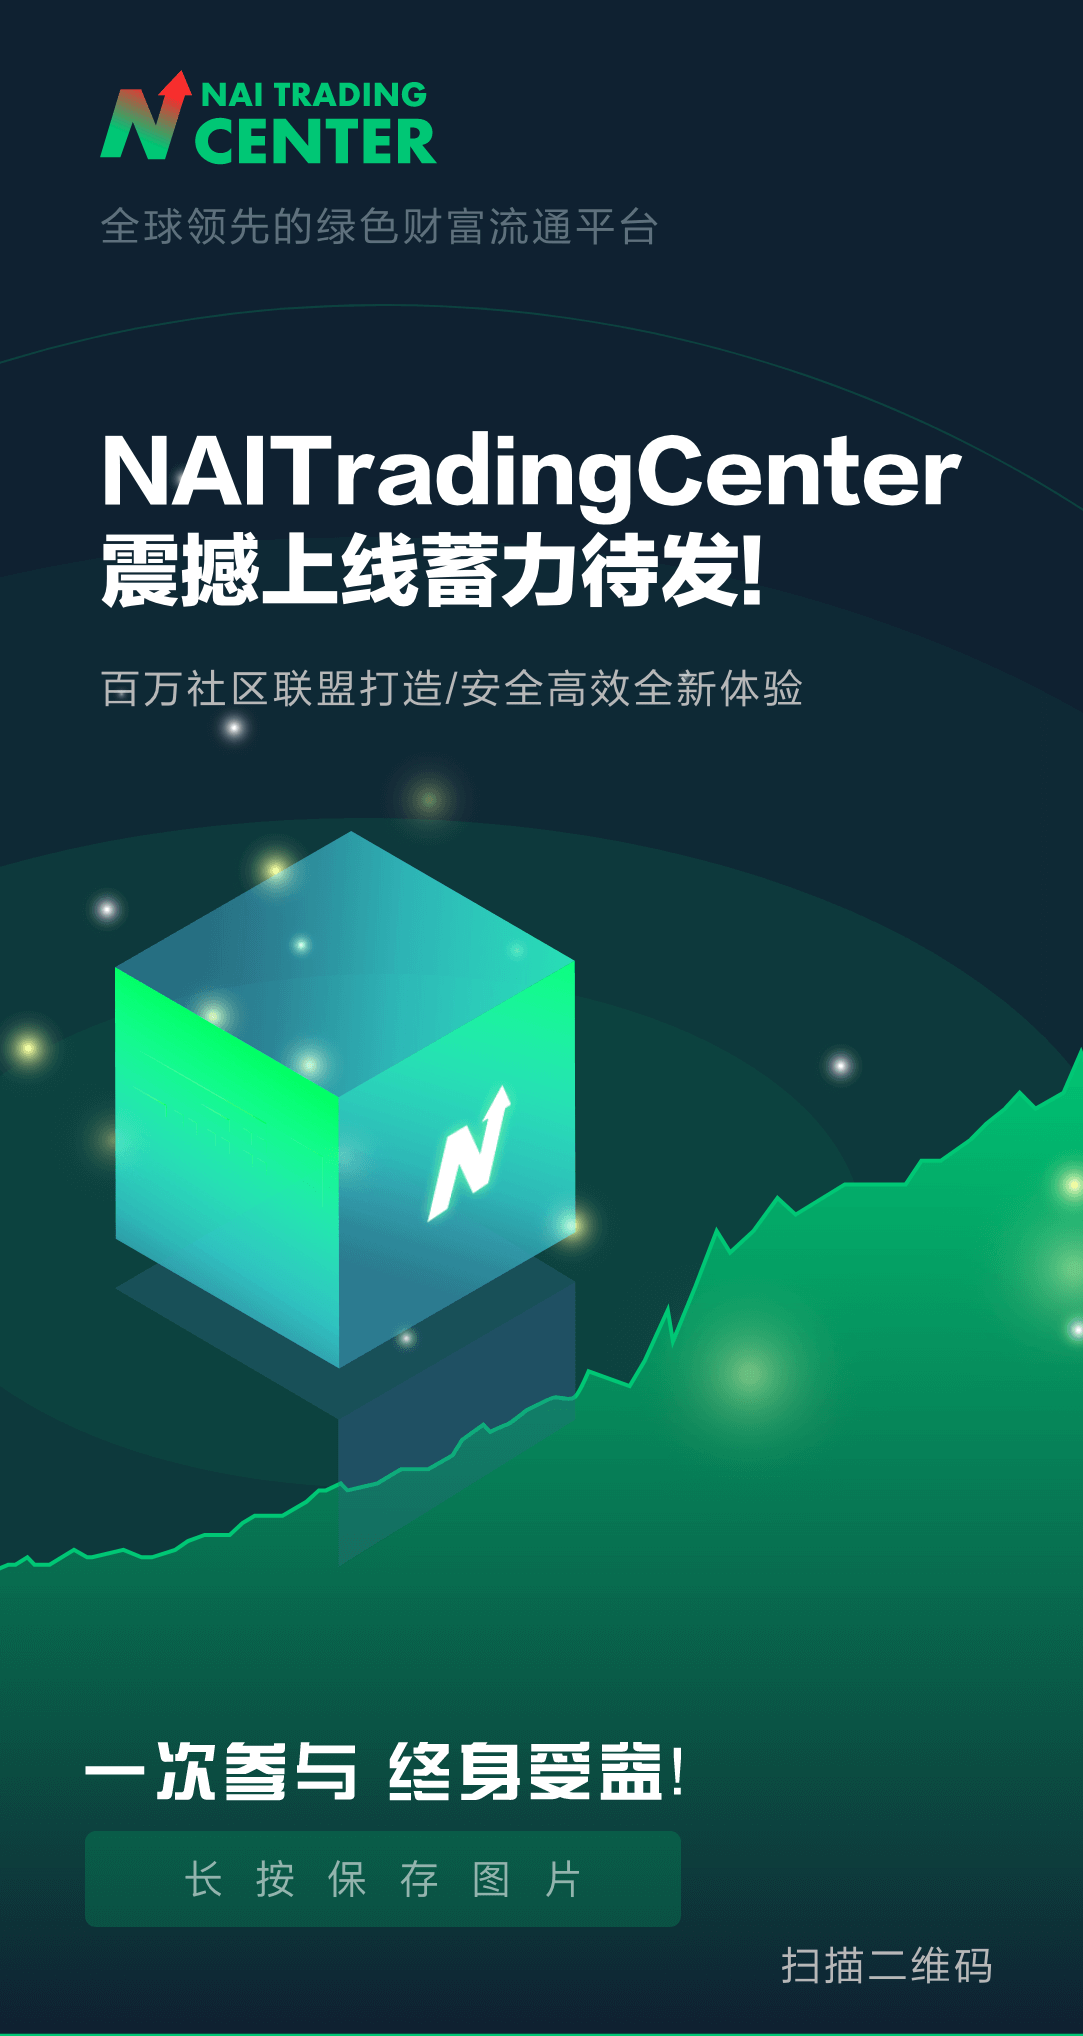 NAI TRADING
CENTER
全球领先的绿色财富流通平台
NAITradingCenter
震撼上线蓄力待发!
百万社区联盟打造/安全高效全新体验
一次参与 终身受益!
长按保存图片
扫描二维码